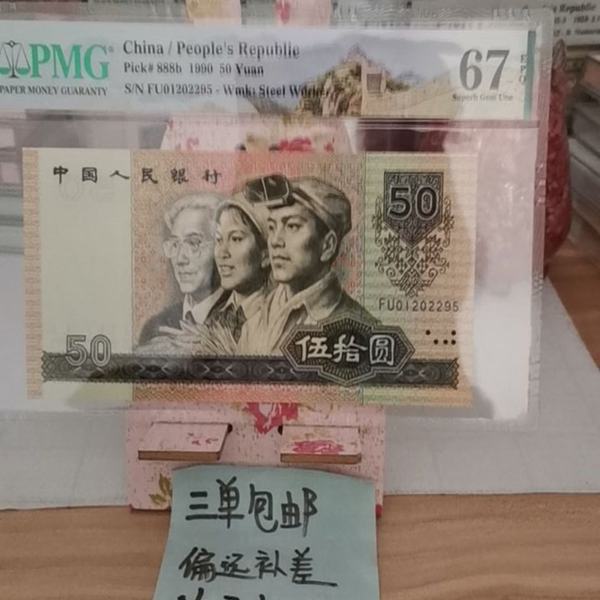 PMG
PAPER MONEY GUARANTY
China / People's Republic
Pick# 888b 1990 50 Yuan
S/N FU01202295 - Wmk: Steel Worker
67 EPQ
Superb Gem Unc
中国人民银行
50
FU01202295
50
伍拾圆
三单包邮
偏远补差